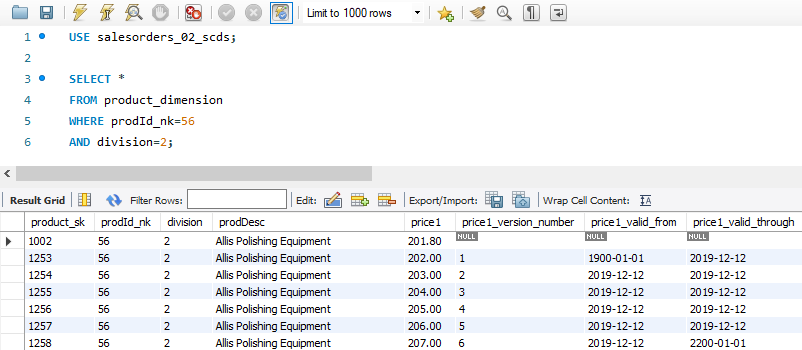 Limit to 1000 rows
1 USE salesorders_02_scds;
2
3 SELECT *
4 FROM product_dimension
5 WHERE prodId_nk=56
6 AND division=2;
Result Grid Filter Rows: Edit: Export/Import: Wrap Cell Content: IA
product_sk prodId_nk division prodDesc price1 price1_version_number price1_valid_from price1_valid_through
1002 56 2 Allis Polishing Equipment 201.80 NULL NULL NULL
1253 56 2 Allis Polishing Equipment 202.00 1 1900-01-01 2019-12-12
1254 56 2 Allis Polishing Equipment 203.00 2 2019-12-12 2019-12-12
1255 56 2 Allis Polishing Equipment 204.00 3 2019-12-12 2019-12-12
1256 56 2 Allis Polishing Equipment 205.00 4 2019-12-12 2019-12-12
1257 56 2 Allis Polishing Equipment 206.00 5 2019-12-12 2019-12-12
1258 56 2 Allis Polishing Equipment 207.00 6 2019-12-12 2200-01-01